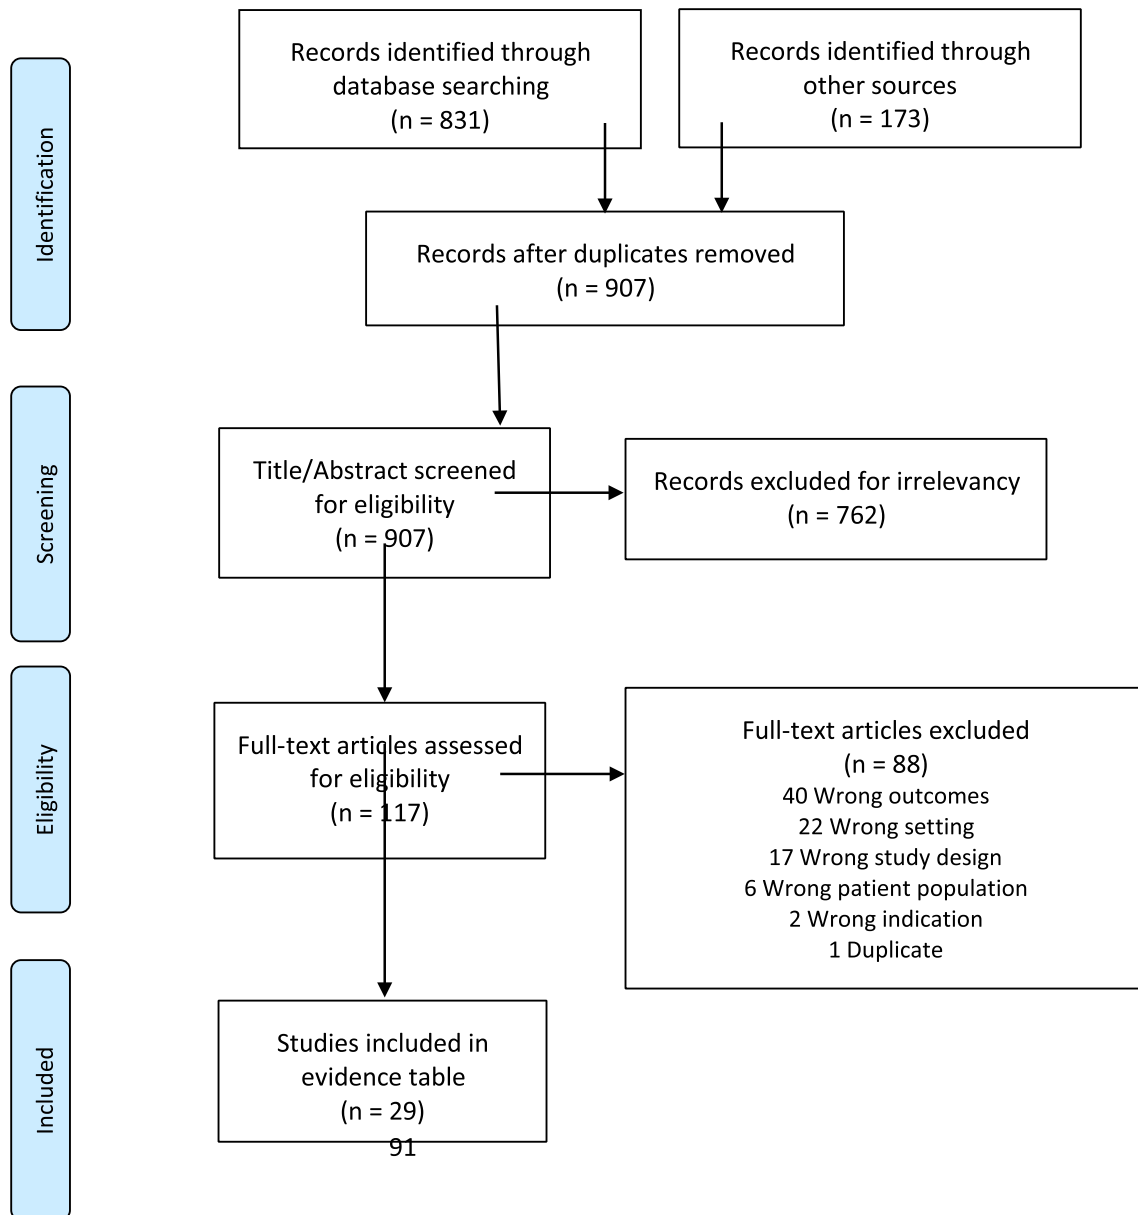 Records identified through
database searching
(n = 831)
Records identified through
other sources
(n = 173)
Identification
Records after duplicates removed
(n = 907)
Screening
Title/Abstract screened
for eligibility
(n = 907)
Records excluded for irrelevancy
(n = 762)
Eligibility
Full-text articles assessed
for eligibility
(n = 117)
Full-text articles excluded
(n = 88)
40 Wrong outcomes
22 Wrong setting
17 Wrong study design
6 Wrong patient population
2 Wrong indication
1 Duplicate
Included
Studies included in
evidence table
(n = 29)
91